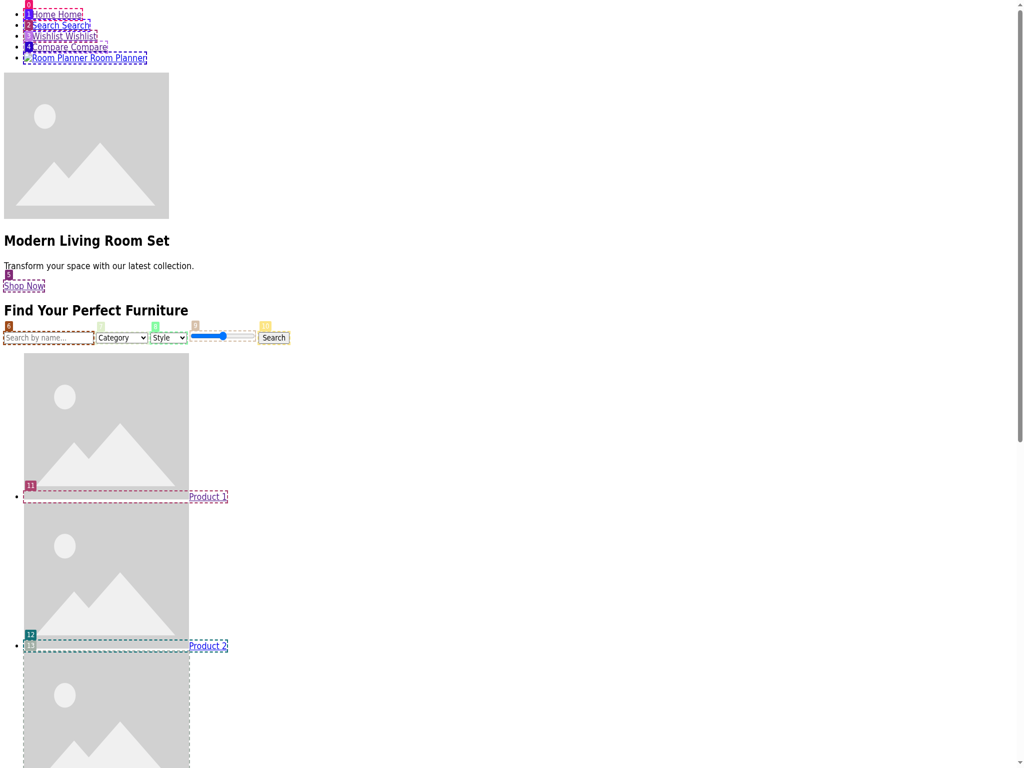 0
1 Home Home
2 Search Search
3 Wishlist Wishlist
4 Compare Compare
Room Planner Room Planner
Modern Living Room Set
Transform your space with our latest collection.
5
Shop Now
Find Your Perfect Furniture
6 7 8 9 10
Search by name... Category Style Search
11
Product 1
12
13 Product 2